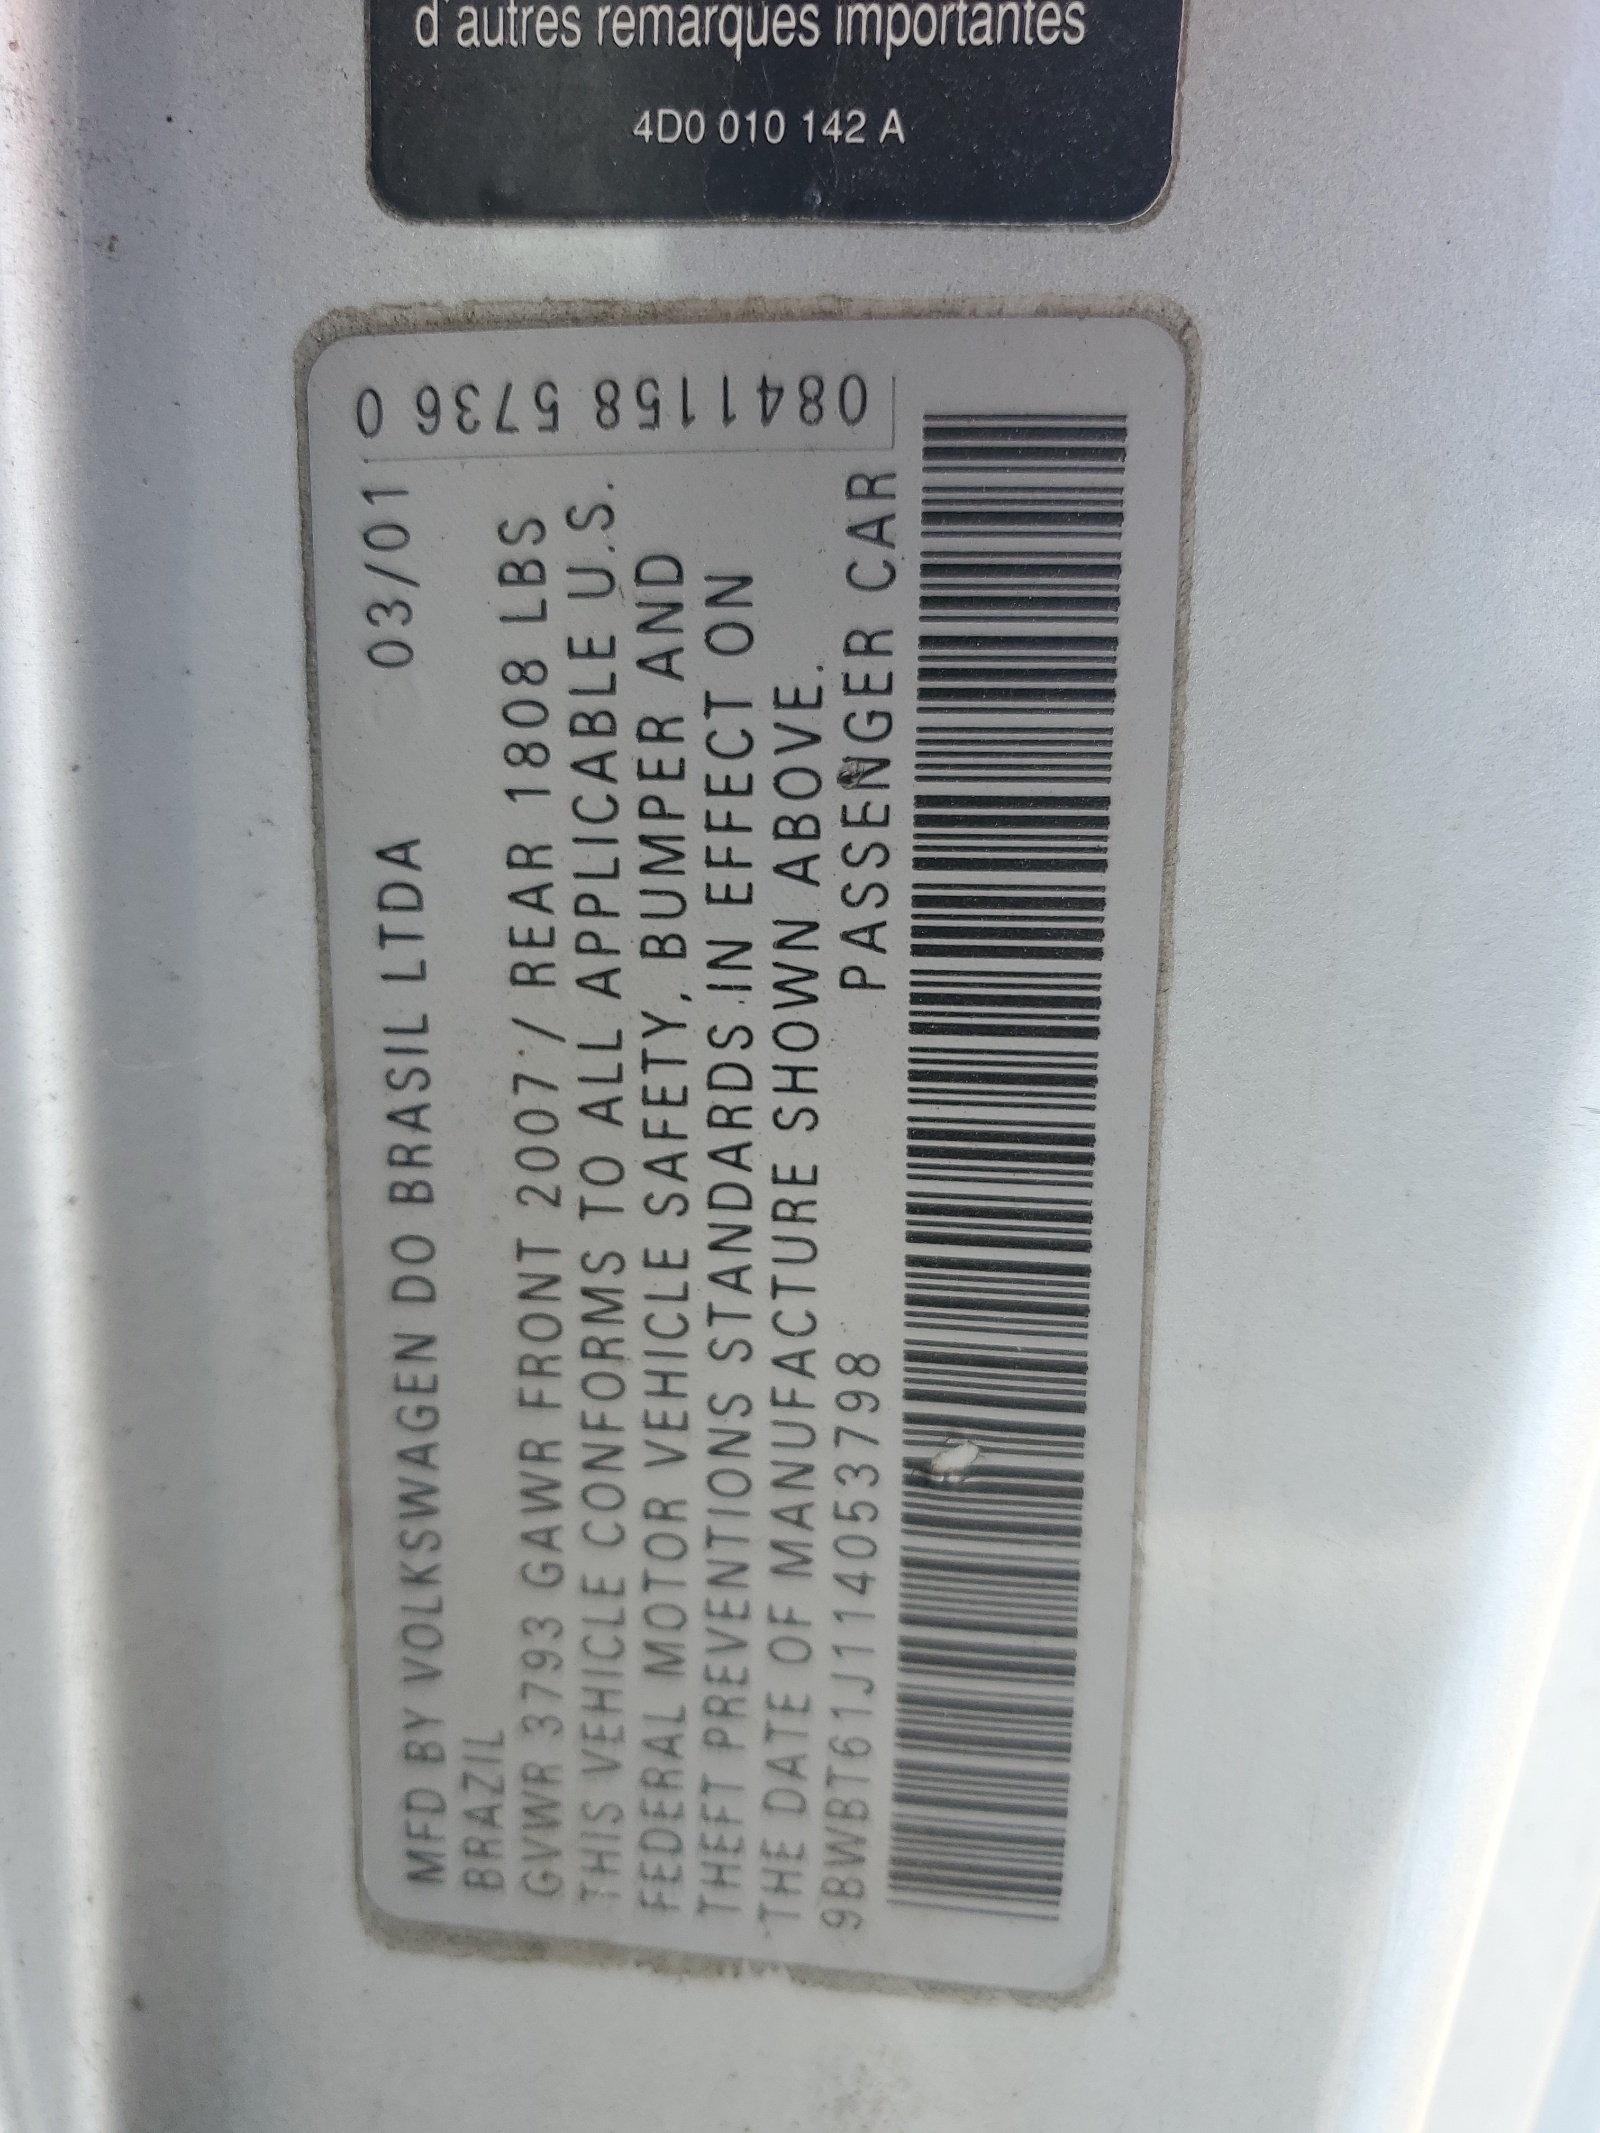 d'autres remarques importantes
4D0 010 142 A
MFD BY VOLKSWAGEN DO BRASIL LTDA 03/01
BRAZIL
GVWR 3793 GAWR FRONT 2007 / REAR 1808 LBS
THIS VEHICLE CONFORMS TO ALL APPLICABLE U.S.
FEDERAL MOTOR VEHICLE SAFETY, BUMPER AND
THEFT PREVENTIONS STANDARDS IN EFFECT ON
THE DATE OF MANUFACTURE SHOWN ABOVE.
9BWBT61J114053798 PASSENGER CAR
0841158 5736 0